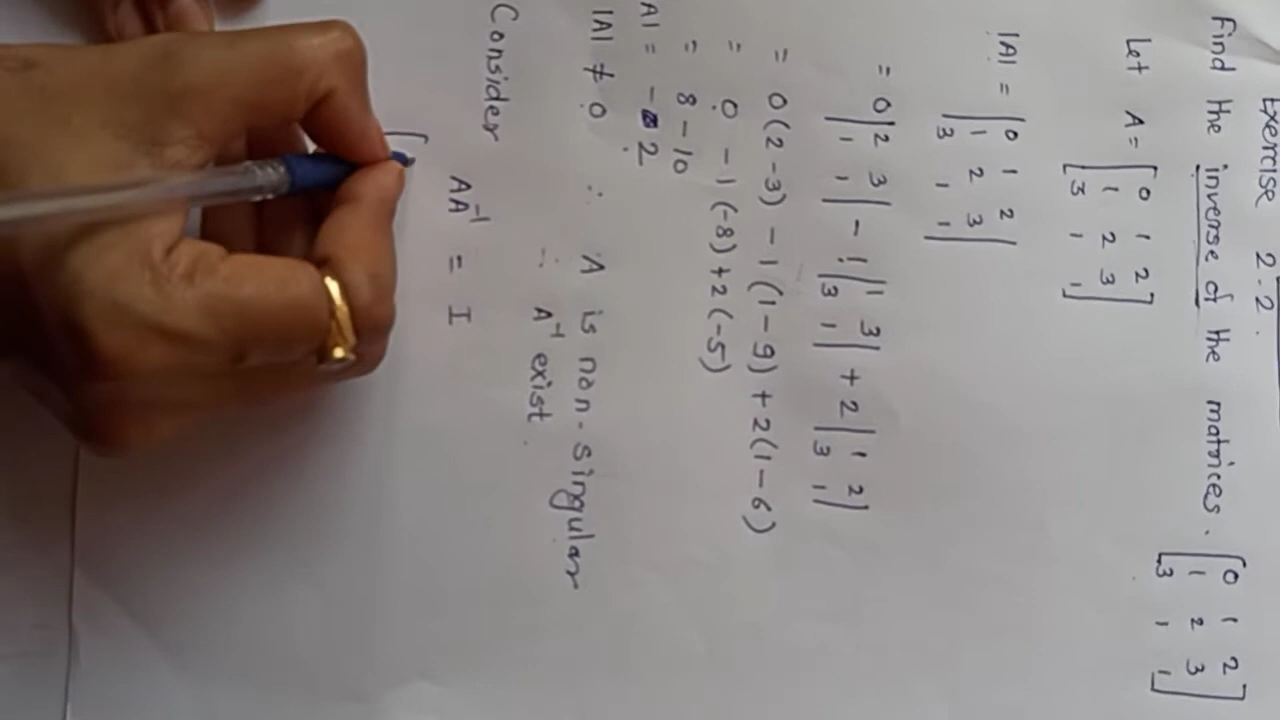 Exercise 2.2.
Find the inverse of the matrices. [0 1 2
1 2 3
3 1 1]
Let A = [0 1 2
1 2 3
3 1 1]
|A| = |0 1 2
1 2 3
3 1 1|
= 0|2 3
1 1| - 1|1 3
3 1| + 2|1 2
3 1|
= 0(2-3) - 1(1-9) + 2(1-6)
= 0 - 1(-8) + 2(-5)
= 8 - 10
A| = - 2
|A| ≠ 0 ∴ A is non-singular
∴ A⁻¹ exist.
Consider
AA⁻¹ = I
[